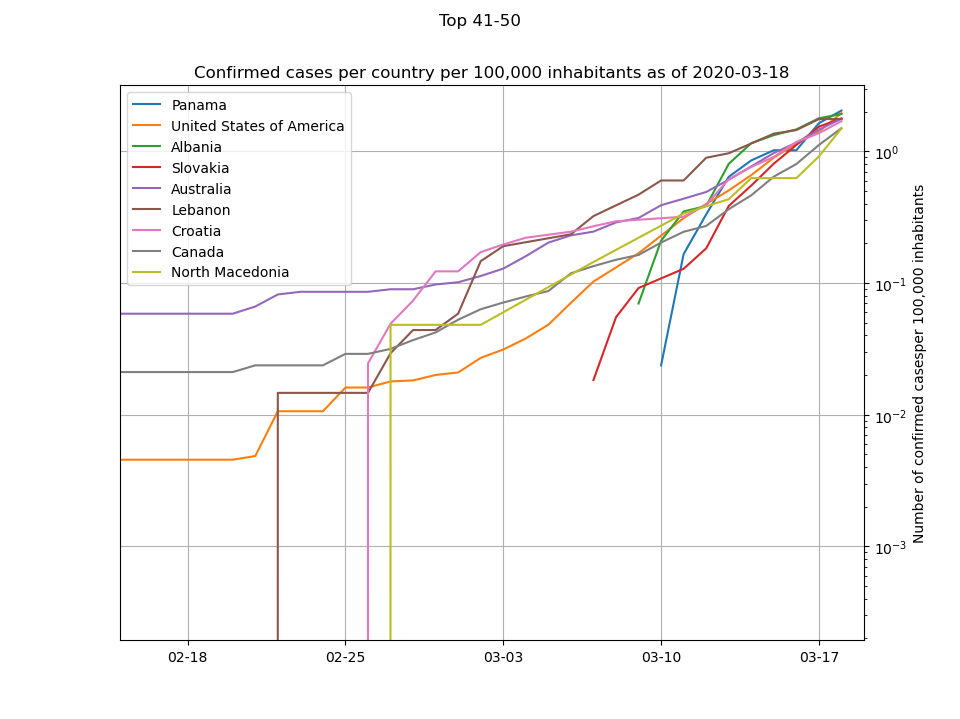 Top 41-50
Confirmed cases per country per 100,000 inhabitants as of 2020-03-18
Panama
United States of America
Albania
Slovakia
Australia
Lebanon
Croatia
Canada
North Macedonia
10⁰
10⁻¹
10⁻²
10⁻³
Number of confirmed casesper 100,000 inhabitants
02-18
02-25
03-03
03-10
03-17